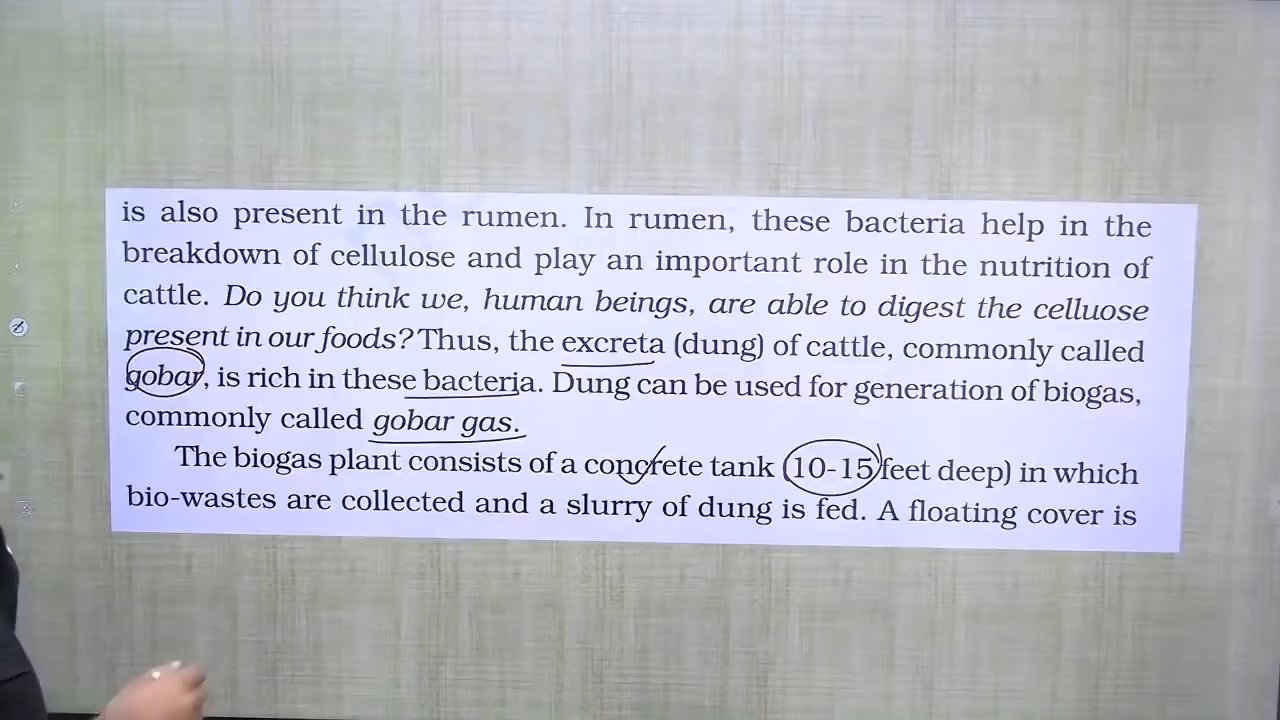 is also present in the rumen. In rumen, these bacteria help in the
breakdown of cellulose and play an important role in the nutrition of
cattle. Do you think we, human beings, are able to digest the celluose
present in our foods? Thus, the excreta (dung) of cattle, commonly called
gobar, is rich in these bacteria. Dung can be used for generation of biogas,
commonly called gobar gas.
The biogas plant consists of a concrete tank (10-15 feet deep) in which
bio-wastes are collected and a slurry of dung is fed. A floating cover is